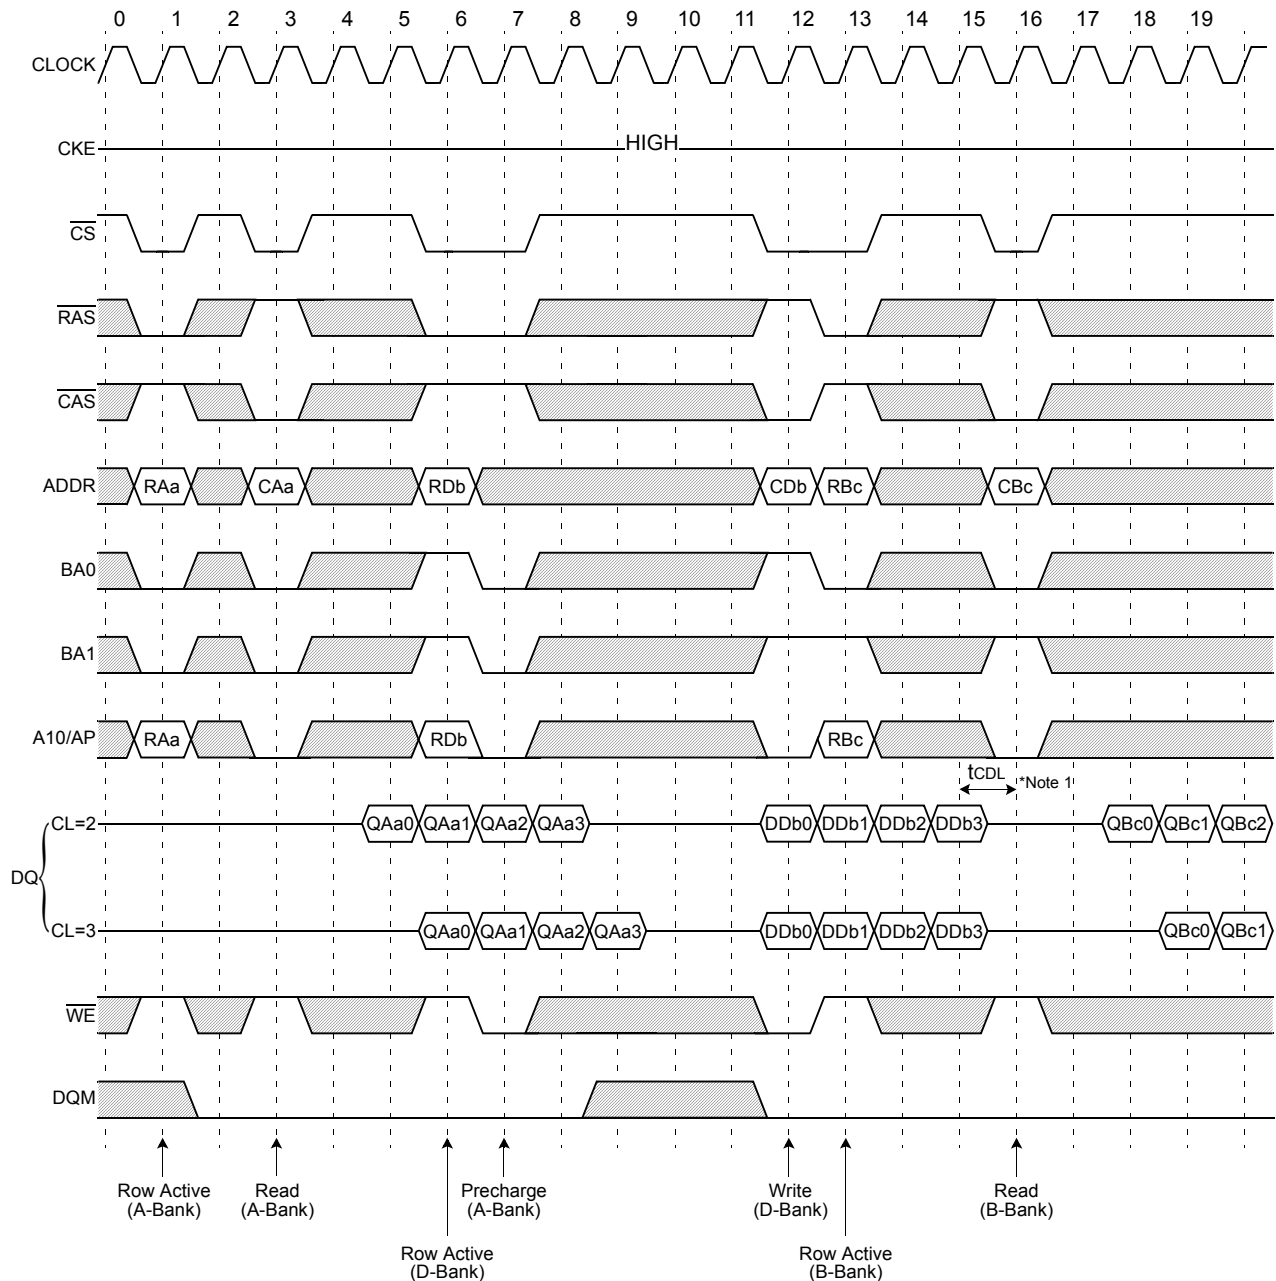 0 1 2 3 4 5 6 7 8 9 10 11 12 13 14 15 16 17 18 19
CLOCK
CKE HIGH
CS
RAS
CAS
ADDR RAa CAa RDb CDb RBc CBc
BA0
BA1
A10/AP RAa RDb RBc
tCDL *Note 1
CL=2 QAa0 QAa1 QAa2 QAa3 DDb0 DDb1 DDb2 DDb3 QBc0 QBc1 QBc2
DQ
CL=3 QAa0 QAa1 QAa2 QAa3 DDb0 DDb1 DDb2 DDb3 QBc0 QBc1
WE
DQM
Row Active
(A-Bank)
Read
(A-Bank)
Precharge
(A-Bank)
Write
(D-Bank)
Read
(B-Bank)
Row Active
(D-Bank)
Row Active
(B-Bank)